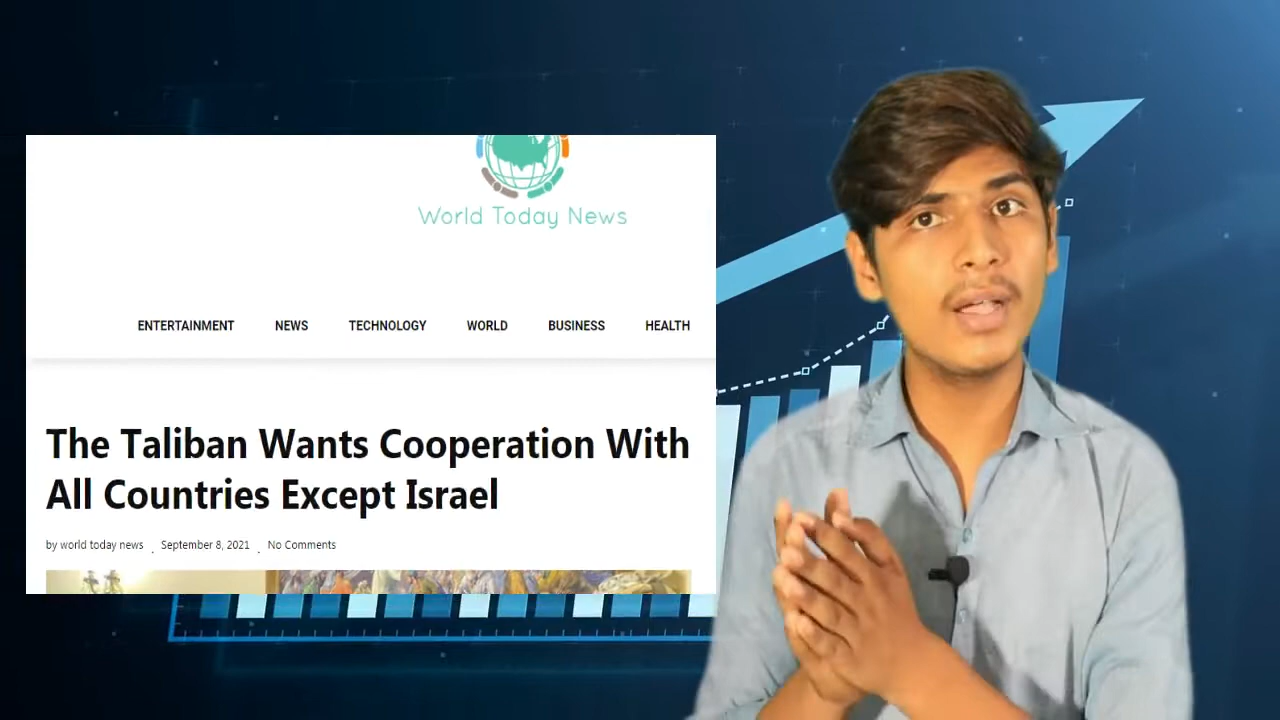 World Today News
ENTERTAINMENT NEWS TECHNOLOGY WORLD BUSINESS HEALTH
The Taliban Wants Cooperation With
All Countries Except Israel
by world today news . September 8, 2021 . No Comments